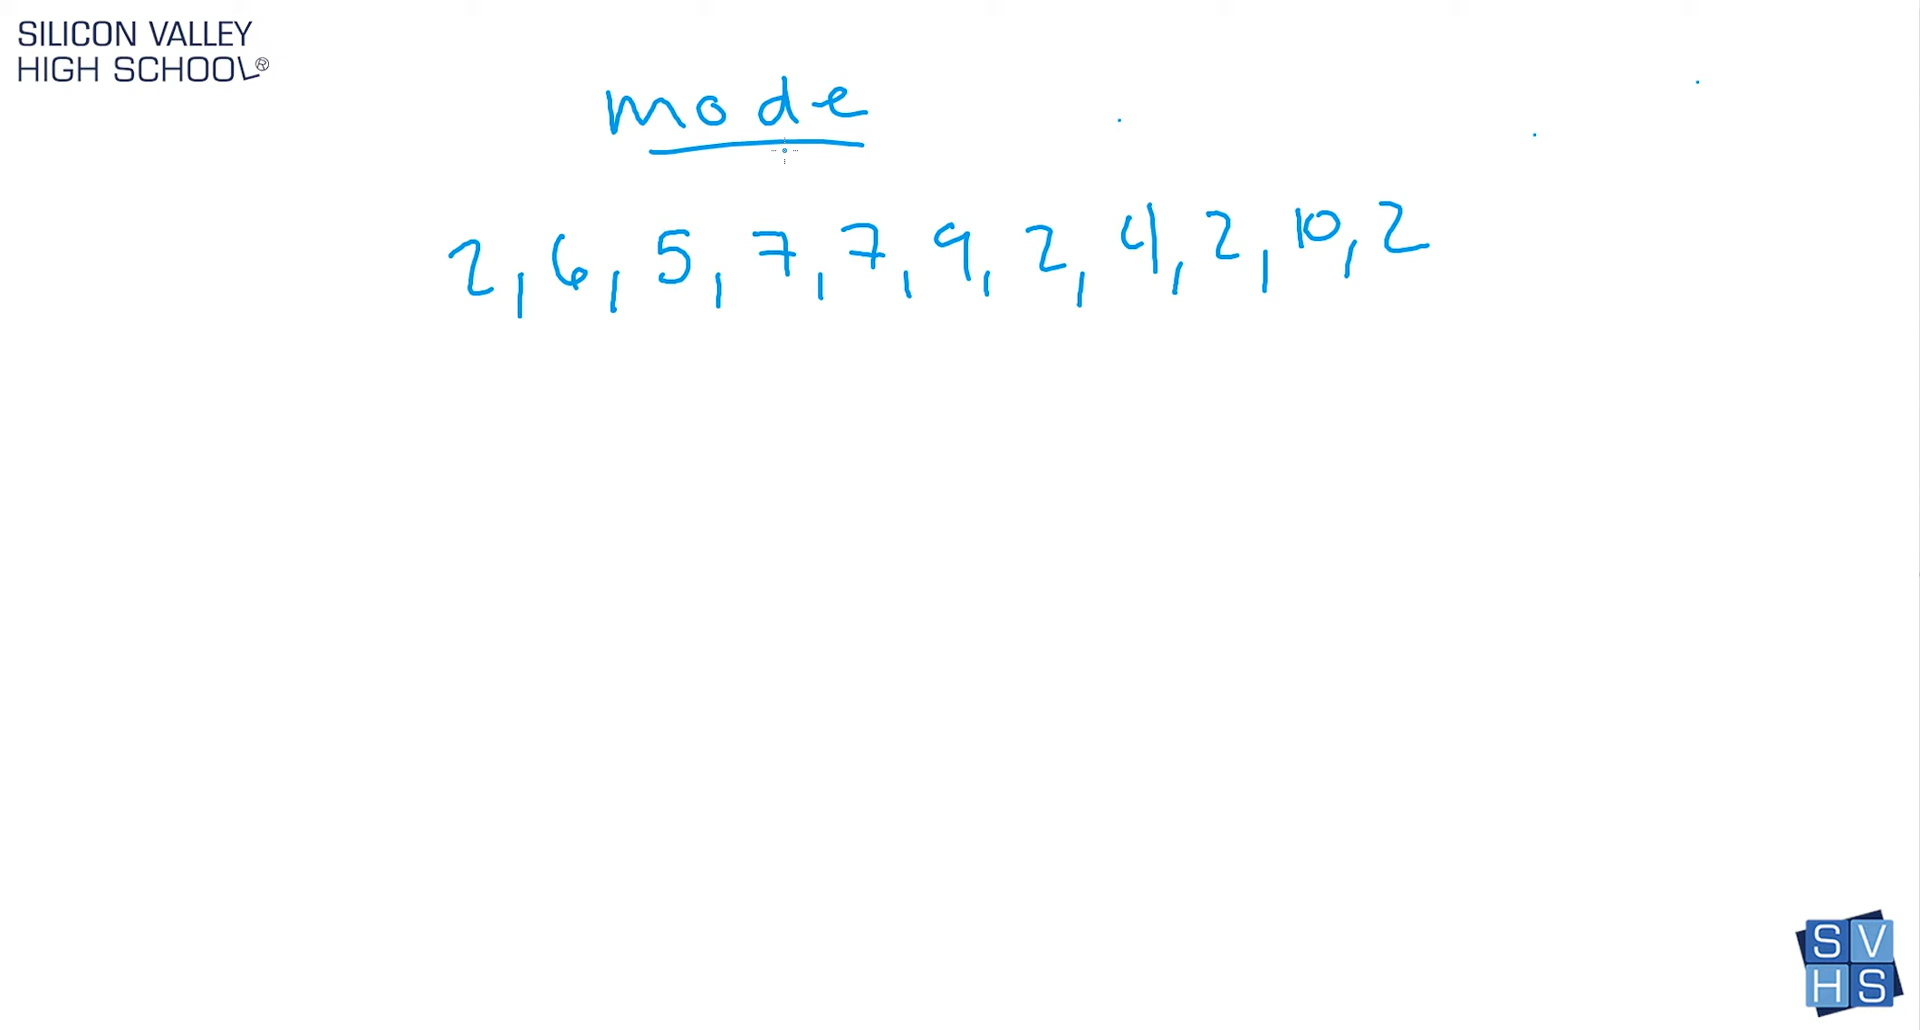 SILICON VALLEY
HIGH SCHOOL®
mode
2, 6, 5, 7, 7, 9, 2, 4, 2, 10, 2
SV
HS